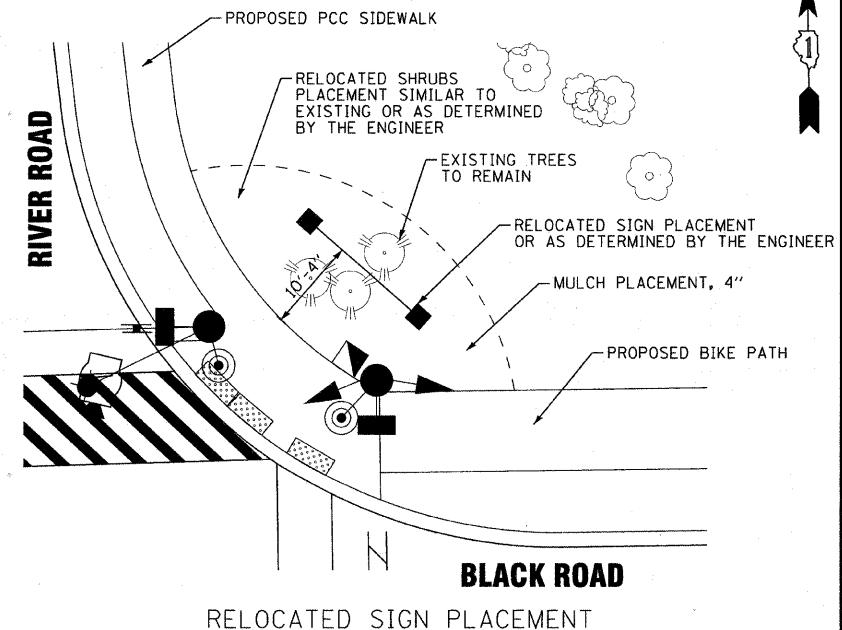 PROPOSED PCC SIDEWALK
1
RELOCATED SHRUBS
PLACEMENT SIMILAR TO
EXISTING OR AS DETERMINED
BY THE ENGINEER
RIVER ROAD
EXISTING TREES
TO REMAIN
RELOCATED SIGN PLACEMENT
OR AS DETERMINED BY THE ENGINEER
10'-4"
MULCH PLACEMENT, 4"
PROPOSED BIKE PATH
BLACK ROAD
RELOCATED SIGN PLACEMENT